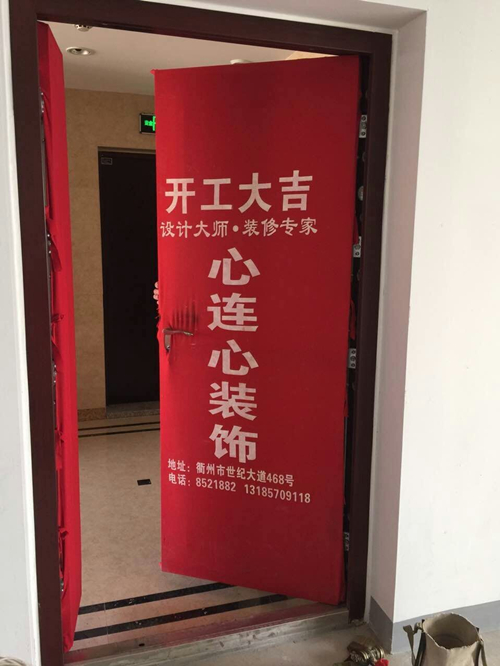 开工大吉
设计大师·装修专家
心连心装饰
地址：衢州市世纪大道468号
电话：8521882 13185709118